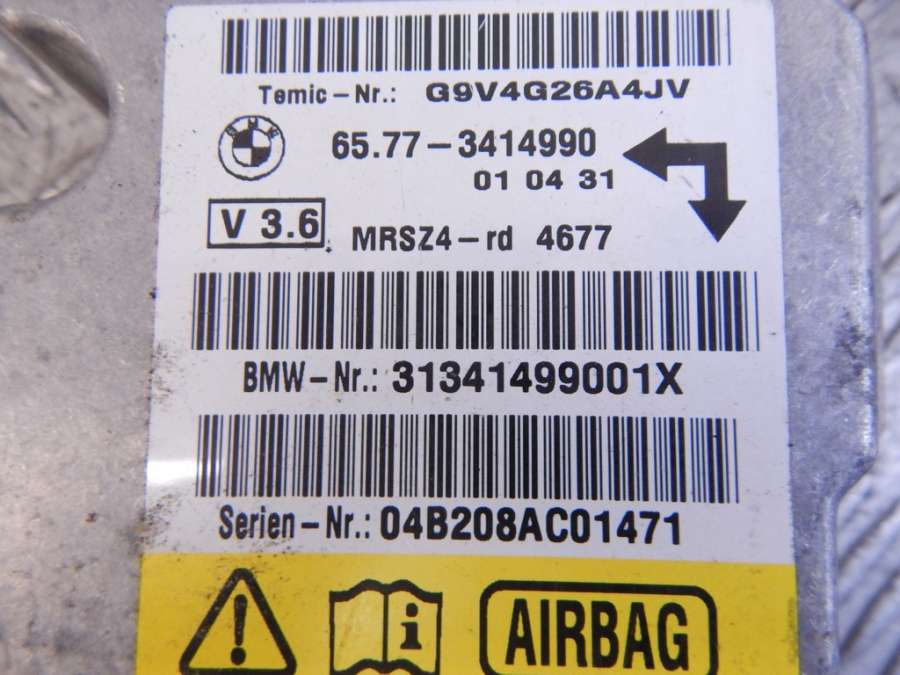 Temic-Nr.: G9V4G26A4JV
BMW
65.77-3414990
01 04 31
V 3.6
MRSZ4-rd 4677
BMW-Nr.: 31341499001X
Serien-Nr.: 04B208AC01471
! i AIRBAG